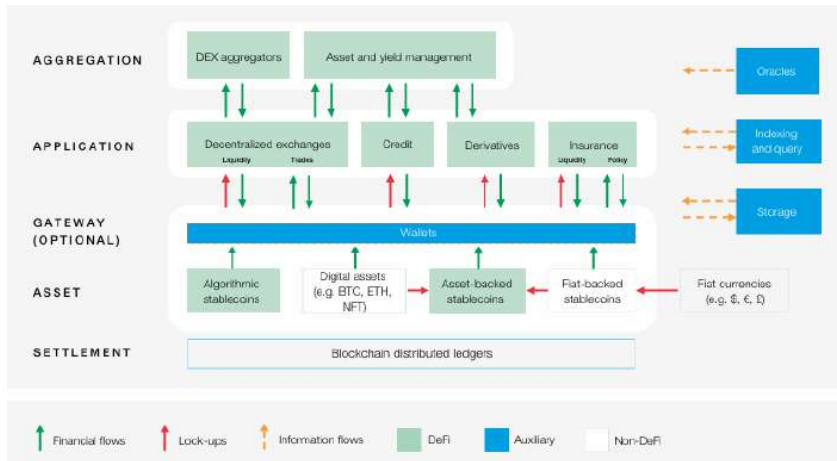 AGGREGATION
DEX aggregators
Asset and yield management
Oracles
APPLICATION
Decentralized exchanges
Liquidity
Trades
Credit
Derivatives
Insurance
Liquidity
Policy
Indexing
and query
Storage
GATEWAY
(OPTIONAL)
Wallets
ASSET
Algorithmic
stablecoins
Digital assets
(e.g. BTC, ETH,
NFT)
Asset-backed
stablecoins
Fiat-backed
stablecoins
Fiat currencies
(e.g. $, €, £)
SETTLEMENT
Blockchain distributed ledgers
Financial flows
Lock-ups
Information flows
DeFi
Auxiliary
Non-DeFi